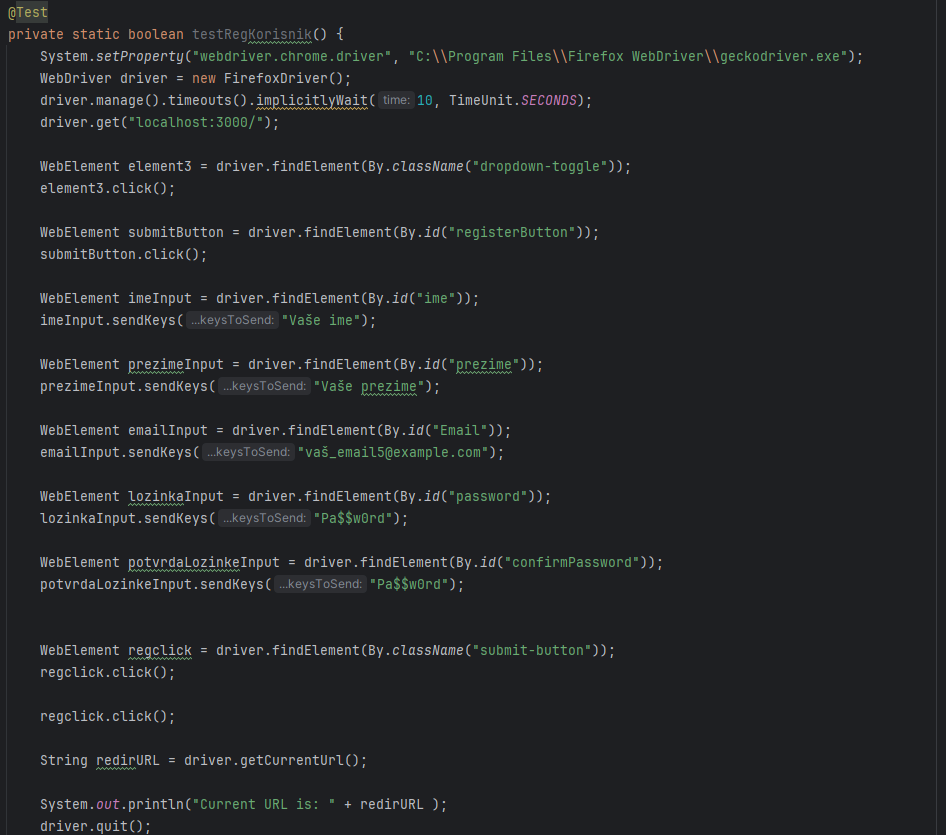 @Test
private static boolean testRegKorisnik() {
System.setProperty("webdriver.chrome.driver", "C:\\Program Files\\Firefox WebDriver\\geckodriver.exe");
WebDriver driver = new FirefoxDriver();
driver.manage().timeouts().implicitlyWait( time: 10, TimeUnit.SECONDS);
driver.get("localhost:3000/");
WebElement element3 = driver.findElement(By.className("dropdown-toggle"));
element3.click();
WebElement submitButton = driver.findElement(By.id("registerButton"));
submitButton.click();
WebElement imeInput = driver.findElement(By.id("ime"));
imeInput.sendKeys( ...keysToSend: "Vaše ime");
WebElement prezimeInput = driver.findElement(By.id("prezime"));
prezimeInput.sendKeys( ...keysToSend: "Vaše prezime");
WebElement emailInput = driver.findElement(By.id("Email"));
emailInput.sendKeys( ...keysToSend: "vaš_email5@example.com");
WebElement lozinkaInput = driver.findElement(By.id("password"));
lozinkaInput.sendKeys( ...keysToSend: "Pa$$w0rd");
WebElement potvrdaLozinkeInput = driver.findElement(By.id("confirmPassword"));
potvrdaLozinkeInput.sendKeys( ...keysToSend: "Pa$$w0rd");
WebElement regclick = driver.findElement(By.className("submit-button"));
regclick.click();
regclick.click();
String redirURL = driver.getCurrentUrl();
System.out.println("Current URL is: " + redirURL );
driver.quit();